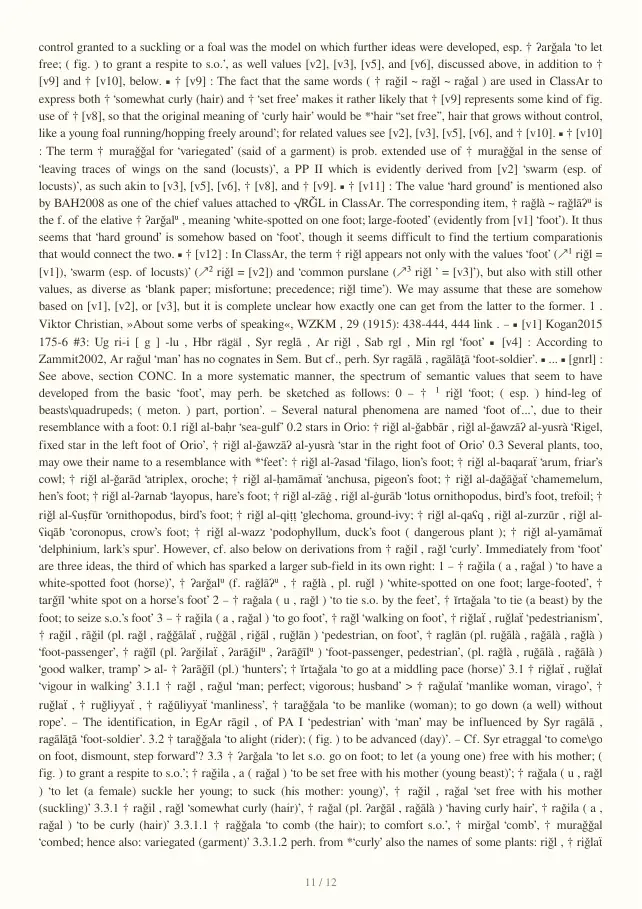 control granted to a suckling or a foal was the model on which further ideas were developed, esp. † ʔarǧala ‘to let
free; ( fig. ) to grant a respite to s.o.’, as well values [v2], [v3], [v5], and [v6], discussed above, in addition to †
[v9] and † [v10], below. ▪ † [v9] : The fact that the same words ( † raǧil ~ raǧl ~ raǧal ) are used in ClassAr to
express both † ‘somewhat curly (hair) and † ‘set free’ makes it rather likely that † [v9] represents some kind of fig.
use of † [v8], so that the original meaning of ‘curly hair’ would be *‘hair “set free”, hair that grows without control,
like a young foal running/hopping freely around’; for related values see [v2], [v3], [v5], [v6], and † [v10]. ▪ † [v10]
: The term † muraǧǧal for ‘variegated’ (said of a garment) is prob. extended use of † muraǧǧal in the sense of
‘leaving traces of wings on the sand (locusts)’, a PP II which is evidently derived from [v2] ‘swarm (esp. of
locusts)’, as such akin to [v3], [v5], [v6], † [v8], and † [v9]. ▪ † [v11] : The value ‘hard ground’ is mentioned also
by BAH2008 as one of the chief values attached to √RǦL in ClassAr. The corresponding item, † raǧlà ~ raǧlāʔᵘ is
the f. of the elative † ʔarǧalᵘ , meaning ‘white-spotted on one foot; large-footed’ (evidently from [v1] ‘foot’). It thus
seems that ‘hard ground’ is somehow based on ‘foot’, though it seems difficult to find the tertium comparationis
that would connect the two. ▪ † [v12] : In ClassAr, the term † riǧl appears not only with the values ‘foot’ (↗¹ riǧl =
[v1]), ‘swarm (esp. of locusts)’ (↗² riǧl = [v2]) and ‘common purslane (↗³ riǧl ‘ = [v3]’), but also with still other
values, as diverse as ‘blank paper; misfortune; precedence; riǧl time’). We may assume that these are somehow
based on [v1], [v2], or [v3], but it is complete unclear how exactly one can get from the latter to the former. 1 .
Viktor Christian, »About some verbs of speaking«, WZKM , 29 (1915): 438-444, 444 link . – ▪ [v1] Kogan2015
175-6 #3: Ug ri-i [ g ] -lu , Hbr rägäl , Syr reglā , Ar riǧl , Sab rgl , Min rgl ‘foot’ ▪ [v4] : According to
Zammit2002, Ar raǧul ‘man’ has no cognates in Sem. But cf., perh. Syr ragālā , ragālāṯā ‘foot-soldier’. ▪ ... ▪ [gnrl] :
See above, section CONC. In a more systematic manner, the spectrum of semantic values that seem to have
developed from the basic ‘foot’, may perh. be sketched as follows: 0 – † ¹ riǧl ‘foot; ( esp. ) hind-leg of
beasts\quadrupeds; ( meton. ) part, portion’. – Several natural phenomena are named ‘foot of...’, due to their
resemblance with a foot: 0.1 riǧl al-baḥr ‘sea-gulf’ 0.2 stars in Orio: † riǧl al-ǧabbār , riǧl al-ǧawzāʔ al-yusrà ‘Rigel,
fixed star in the left foot of Orio’, † riǧl al-ǧawzāʔ al-yusrà ‘star in the right foot of Orio’ 0.3 Several plants, too,
may owe their name to a resemblance with *‘feet’: † riǧl al-ʔasad ‘filago, lion’s foot; † riǧl al-baqaraẗ ‘arum, friar’s
cowl; † riǧl al-ǧarād ‘atriplex, oroche; † riǧl al-ḥamāmaẗ ‘anchusa, pigeon’s foot; † riǧl al-daǧāǧaẗ ‘chamemelum,
hen’s foot; † riǧl al-ʔarnab ‘layopus, hare’s foot; † riǧl al-zāġ , riǧl al-ġurāb ‘lotus ornithopodus, bird’s foot, trefoil; †
riǧl al-ʕuṣfūr ‘ornithopodus, bird’s foot; † riǧl al-qiṭṭ ‘glechoma, ground-ivy; † riǧl al-qaʕq , riǧl al-zurzūr , riǧl al-
ʕiqāb ‘coronopus, crow’s foot; † riǧl al-wazz ‘podophyllum, duck’s foot ( dangerous plant ); † riǧl al-yamāmaẗ
‘delphinium, lark’s spur’. However, cf. also below on derivations from † raǧil , raǧl ‘curly’. Immediately from ‘foot’
are three ideas, the third of which has sparked a larger sub-field in its own right: 1 – † raǧila ( a , raǧal ) ‘to have a
white-spotted foot (horse)’, † ʔarǧalᵘ (f. raǧlāʔᵘ , † raǧlà , pl. ruǧl ) ‘white-spotted on one foot; large-footed’, †
tarǧīl ‘white spot on a horse’s foot’ 2 – † raǧala ( u , raǧl ) ‘to tie s.o. by the feet’, † ĭrtaǧala ‘to tie (a beast) by the
foot; to seize s.o.’s foot’ 3 – † raǧila ( a , raǧal ) ‘to go foot’, † raǧl ‘walking on foot’, † riǧlaẗ , ruǧlaẗ ‘pedestrianism’,
† raǧil , rāǧil (pl. raǧl , raǧǧālaẗ , ruǧǧāl , riǧāl , ruǧlān ) ‘pedestrian, on foot’, † raǧlān (pl. ruǧālà , raǧālà , raǧlà )
‘foot-passenger’, † raǧīl (pl. ʔarǧilaẗ , ʔarāǧilᵘ , ʔarāǧīlᵘ ) ‘foot-passenger, pedestrian’, (pl. raǧlà , ruǧālà , raǧālà )
‘good walker, tramp’ > al- † ʔarāǧīl (pl.) ‘hunters’; † ĭrtaǧala ‘to go at a middling pace (horse)’ 3.1 † riǧlaẗ , ruǧlaẗ
‘vigour in walking’ 3.1.1 † raǧl , raǧul ‘man; perfect; vigorous; husband’ > † raǧulaẗ ‘manlike woman, virago’, †
ruǧlaẗ , † ruǧliyyaẗ , † raǧūliyyaẗ ‘manliness’, † taraǧǧala ‘to be manlike (woman); to go down (a well) without
rope’. – The identification, in EgAr rāgil , of PA I ‘pedestrian’ with ‘man’ may be influenced by Syr ragālā ,
ragālāṯā ‘foot-soldier’. 3.2 † taraǧǧala ‘to alight (rider); ( fig. ) to be advanced (day)’. – Cf. Syr etraggal ‘to come\go
on foot, dismount, step forward’? 3.3 † ʔarǧala ‘to let s.o. go on foot; to let (a young one) free with his mother; (
fig. ) to grant a respite to s.o.’; † raǧila , a ( raǧal ) ‘to be set free with his mother (young beast)’; † raǧala ( u , raǧl
) ‘to let (a female) suckle her young; to suck (his mother: young)’, † raǧil , raǧal ‘set free with his mother
(suckling)’ 3.3.1 † raǧil , raǧl ‘somewhat curly (hair)’, † raǧal (pl. ʔarǧāl , raǧālà ) ‘having curly hair’, † raǧila ( a ,
raǧal ) ‘to be curly (hair)’ 3.3.1.1 † raǧǧala ‘to comb (the hair); to comfort s.o.’, † mirǧal ‘comb’, † muraǧǧal
‘combed; hence also: variegated (garment)’ 3.3.1.2 perh. from *‘curly’ also the names of some plants: riǧl , † riǧlaẗ
11 / 12